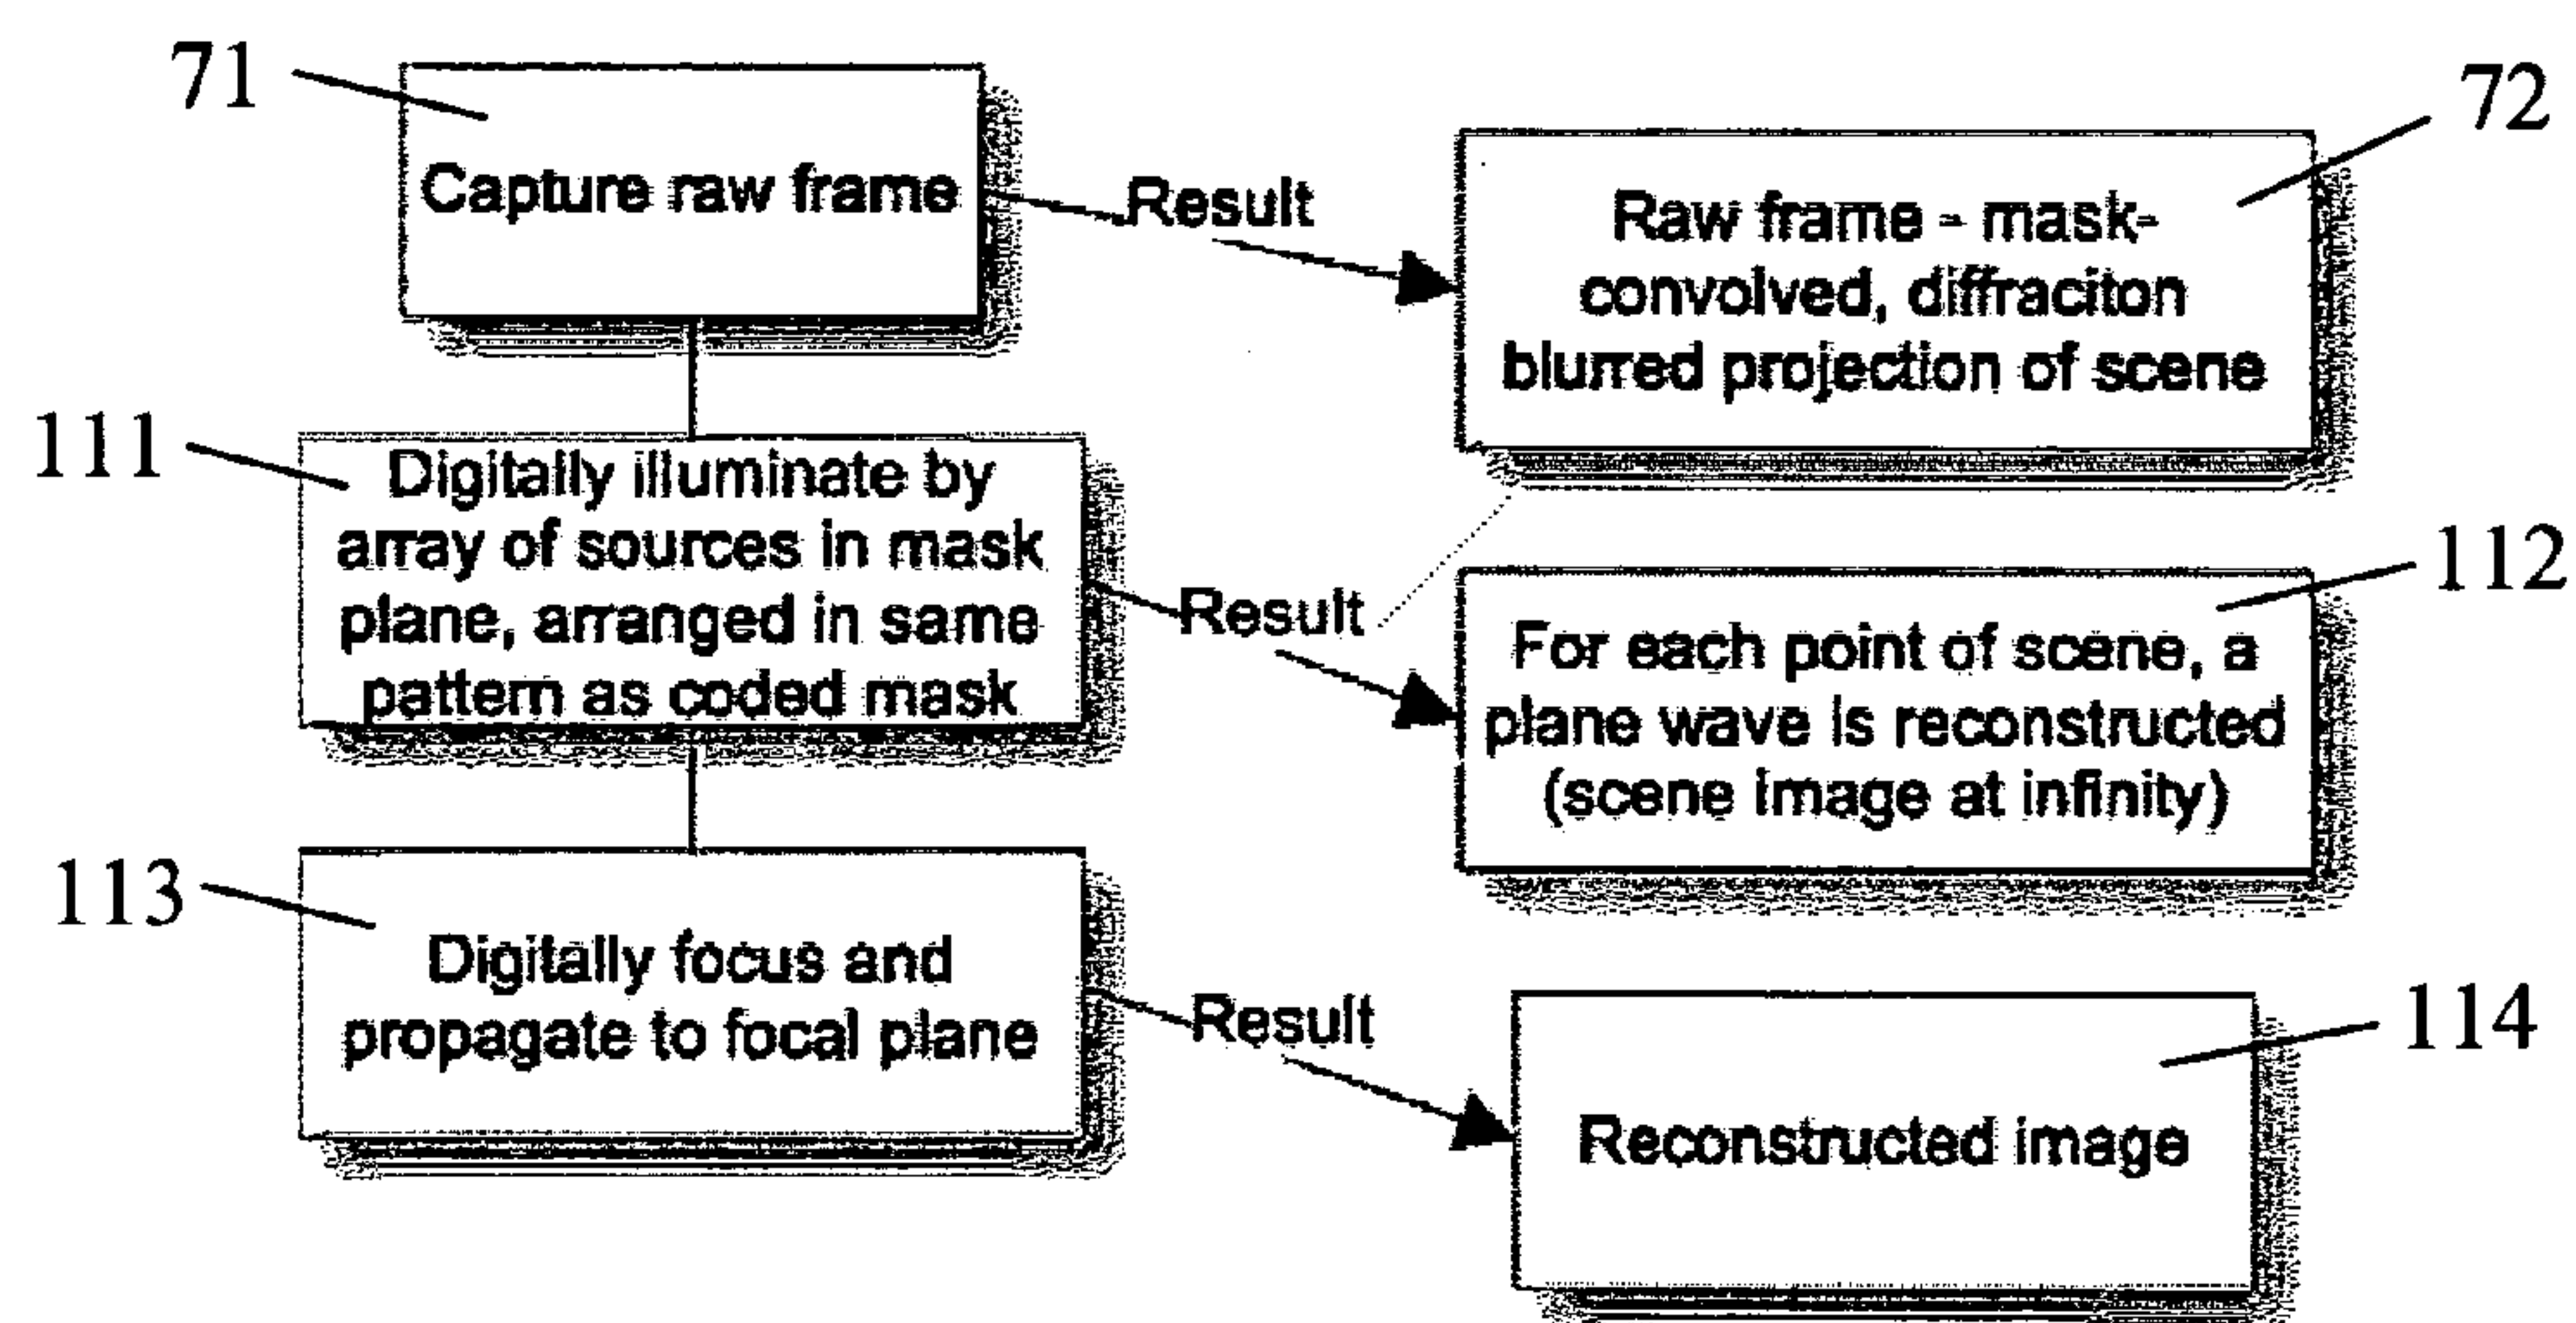 71
Capture raw frame
Result
72
Raw frame - mask-
convolved, diffraciton
blurred projection of scene
111
Digitally illuminate by
array of sources in mask
plane, arranged in same
pattern as coded mask
Result
112
For each point of scene, a
plane wave is reconstructed
(scene image at infinity)
113
Digitally focus and
propagate to focal plane
Result
114
Reconstructed image